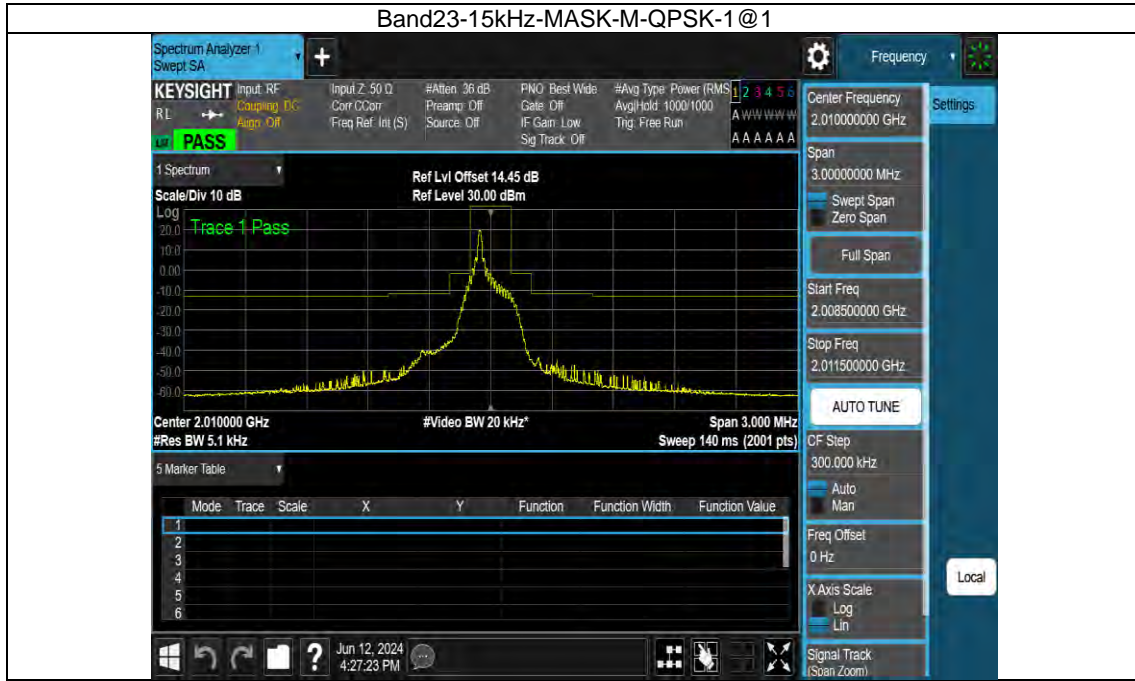 Band23-15kHz-MASK-M-QPSK-1@1
Spectrum Analyzer 1
Swept SA
+
Frequency
KEYSIGHT
RL
PASS
Input: RF
Coupling: DC
Align: Off
Input Z: 50 Ω
Corr CCorr
Freq Ref: Int (S)
#Atten: 36 dB
Preamp: Off
Source: Off
PNO: Best Wide
Gate: Off
IF Gain: Low
Sig Track: Off
#Avg Type: Power (RMS
Avg|Hold: 1000/1000
Trig: Free Run
1 2 3 4 5 6
A W W W W W
A A A A A A
Center Frequency
2.010000000 GHz
Settings
Span
3.00000000 MHz
Swept Span
Zero Span
Full Span
Start Freq
2.008500000 GHz
Stop Freq
2.011500000 GHz
AUTO TUNE
CF Step
300.000 kHz
Auto
Man
Freq Offset
0 Hz
X Axis Scale
Log
Lin
Signal Track
(Span Zoom)
Local
1 Spectrum
Scale/Div 10 dB
Ref Lvl Offset 14.45 dB
Ref Level 30.00 dBm
Log
Trace 1 Pass
20.0
10.0
0.00
-10.0
-20.0
-30.0
-40.0
-50.0
-60.0
Center 2.010000 GHz
#Video BW 20 kHz*
Span 3.000 MHz
#Res BW 5.1 kHz
Sweep 140 ms (2001 pts)
5 Marker Table
Mode Trace Scale X Y Function Function Width Function Value
1
2
3
4
5
6
?
Jun 12, 2024
4:27:23 PM